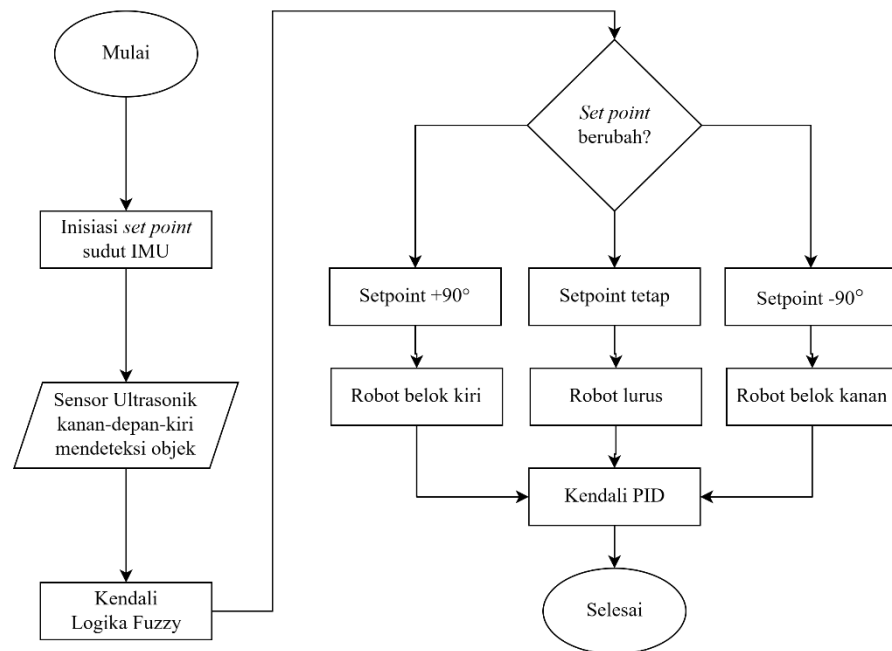 Mulai
Inisiasi set point
sudut IMU
Sensor Ultrasonik
kanan-depan-kiri
mendeteksi objek
Kendali
Logika Fuzzy
Set point
berubah?
Setpoint +90°
Setpoint tetap
Setpoint -90°
Robot belok kiri
Robot lurus
Robot belok kanan
Kendali PID
Selesai